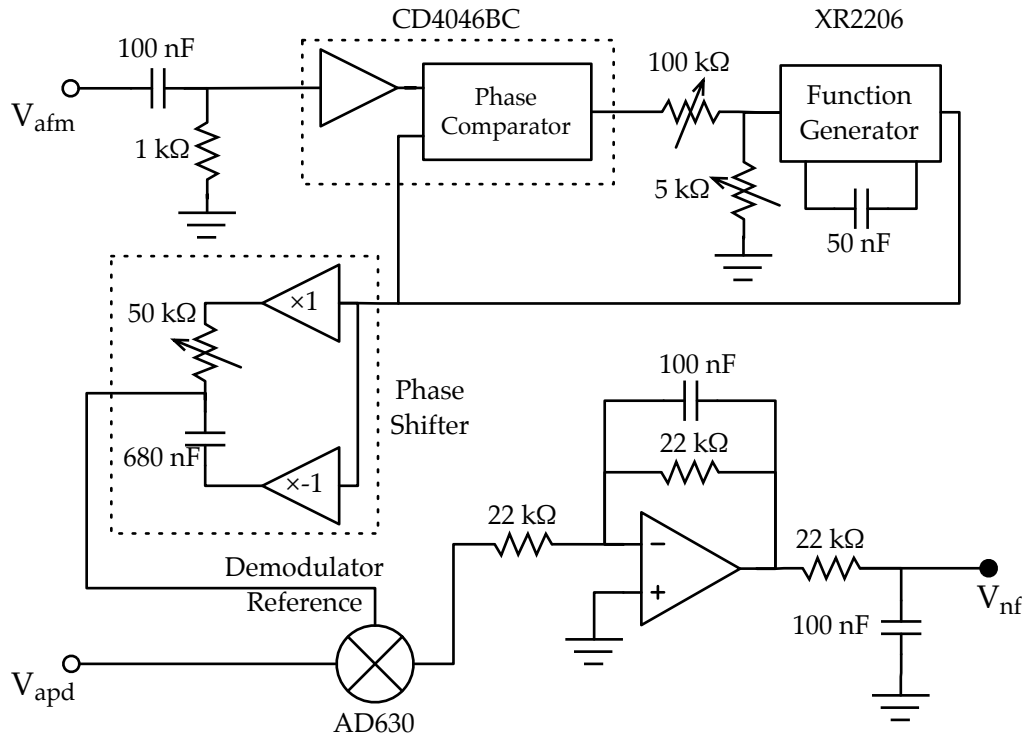 CD4046BC
XR2206
100 nF
V_afm
1 kΩ
Phase
Comparator
100 kΩ
5 kΩ
Function
Generator
50 nF
50 kΩ
×1
680 nF
×-1
Phase
Shifter
100 nF
22 kΩ
22 kΩ
−
+
22 kΩ
100 nF
V_nf
Demodulator
Reference
V_apd
AD630